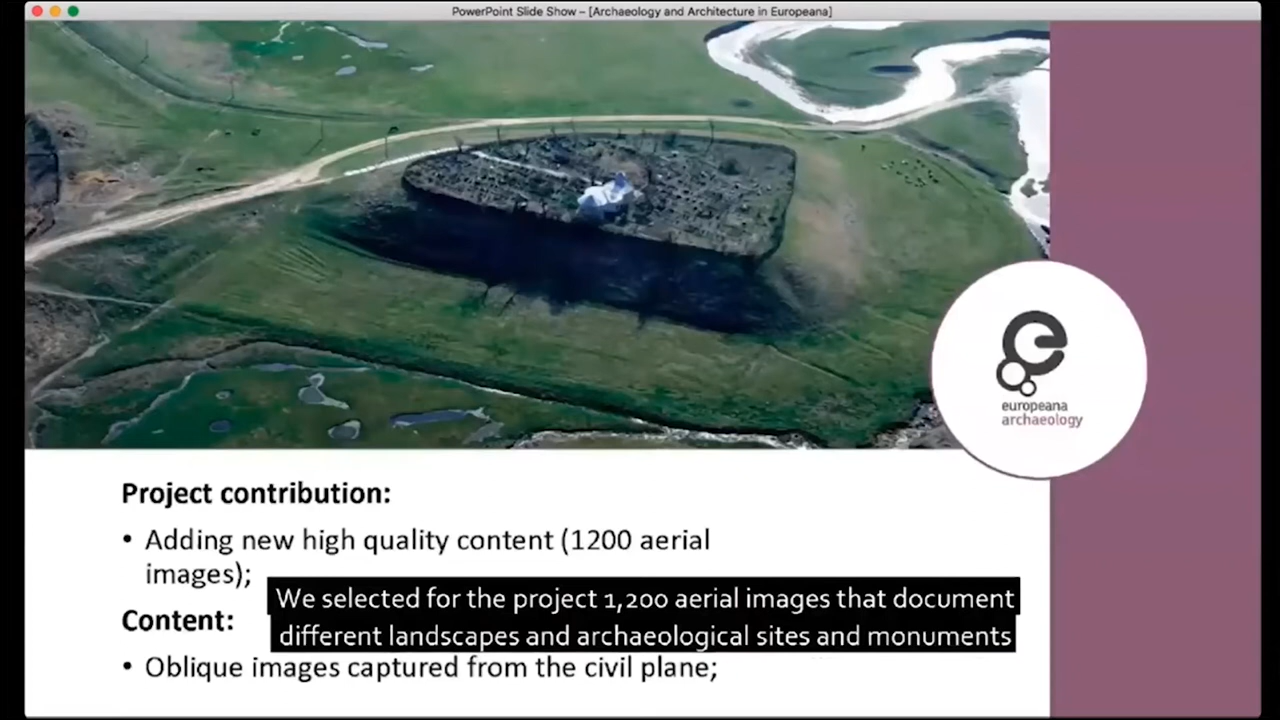 PowerPoint Slide Show – [Archaeology and Architecture in Europeana]
europeana
archaeology
Project contribution:
• Adding new high quality content (1200 aerial
images);
We selected for the project 1,200 aerial images that document
different landscapes and archaeological sites and monuments
Content:
• Oblique images captured from the civil plane;